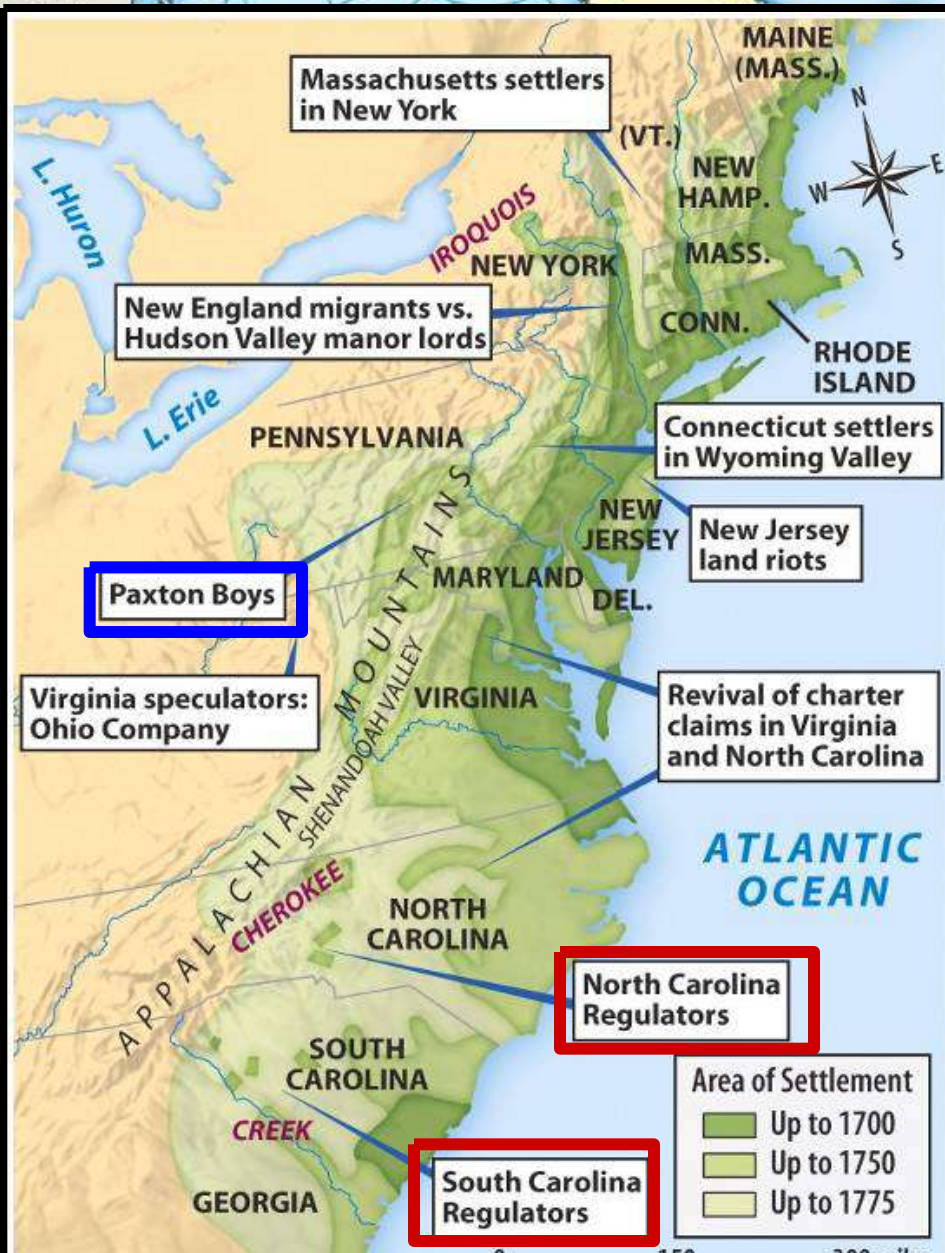 MAINE
(MASS.)
Massachusetts settlers
in New York
N
E
W
S
(VT.)
L. Huron
NEW
HAMP.
IROQUOIS
NEW YORK
MASS.
New England migrants vs.
Hudson Valley manor lords
CONN.
RHODE
ISLAND
L. Erie
PENNSYLVANIA
Connecticut settlers
in Wyoming Valley
NEW
JERSEY
New Jersey
land riots
Paxton Boys
MARYLAND
DEL.
Virginia speculators:
Ohio Company
APPALACHIAN MOUNTAINS
SHENANDOAH VALLEY
VIRGINIA
Revival of charter
claims in Virginia
and North Carolina
ATLANTIC
OCEAN
CHEROKEE
NORTH
CAROLINA
North Carolina
Regulators
SOUTH
CAROLINA
CREEK
South Carolina
Regulators
GEORGIA
Area of Settlement
Up to 1700
Up to 1750
Up to 1775